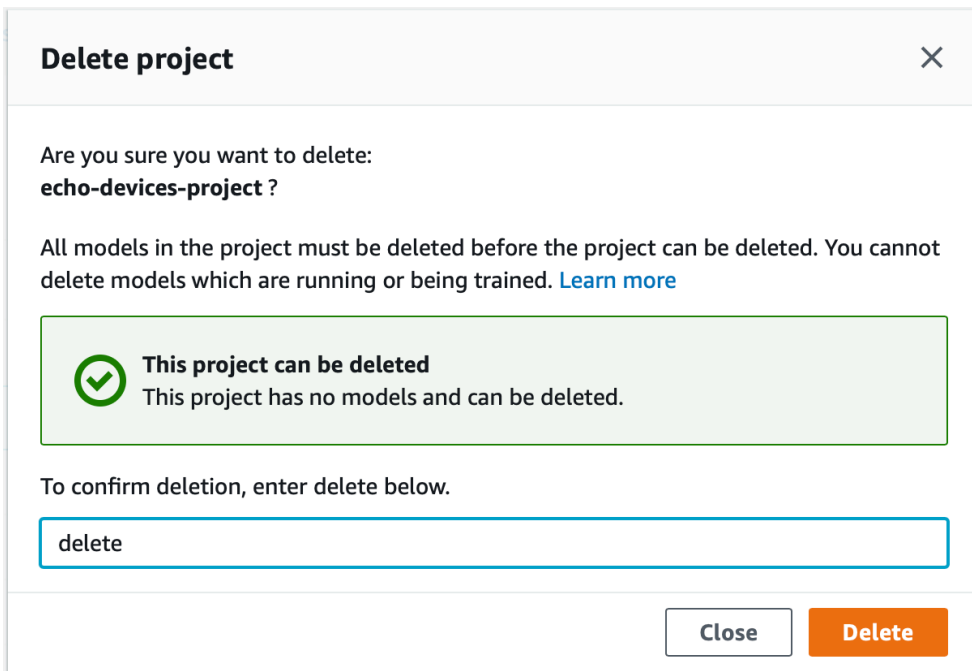 Delete project
Are you sure you want to delete:
echo-devices-project ?
All models in the project must be deleted before the project can be deleted. You cannot
delete models which are running or being trained. Learn more
This project can be deleted
This project has no models and can be deleted.
To confirm deletion, enter delete below.
delete
Close
Delete